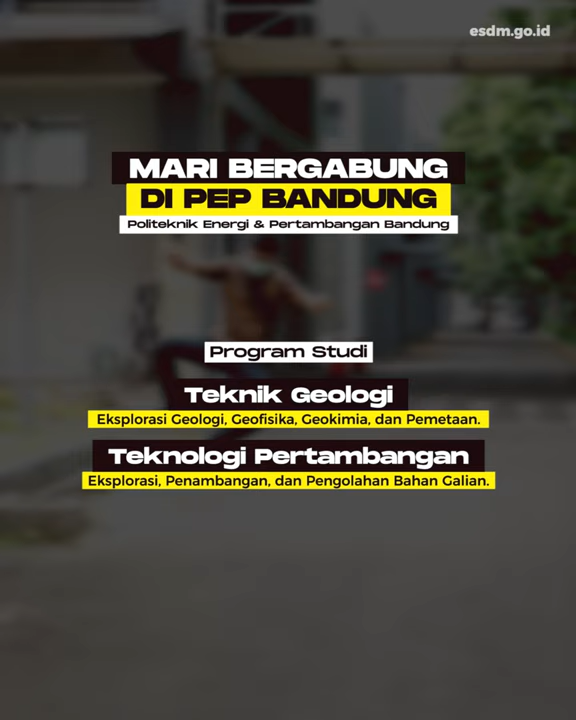 esdm.go.id
MARI BERGABUNG
DI PEP BANDUNG
Politeknik Energi & Pertambangan Bandung
Program Studi
Teknik Geologi
Eksplorasi Geologi, Geofisika, Geokimia, dan Pemetaan.
Teknologi Pertambangan
Eksplorasi, Penambangan, dan Pengolahan Bahan Galian.